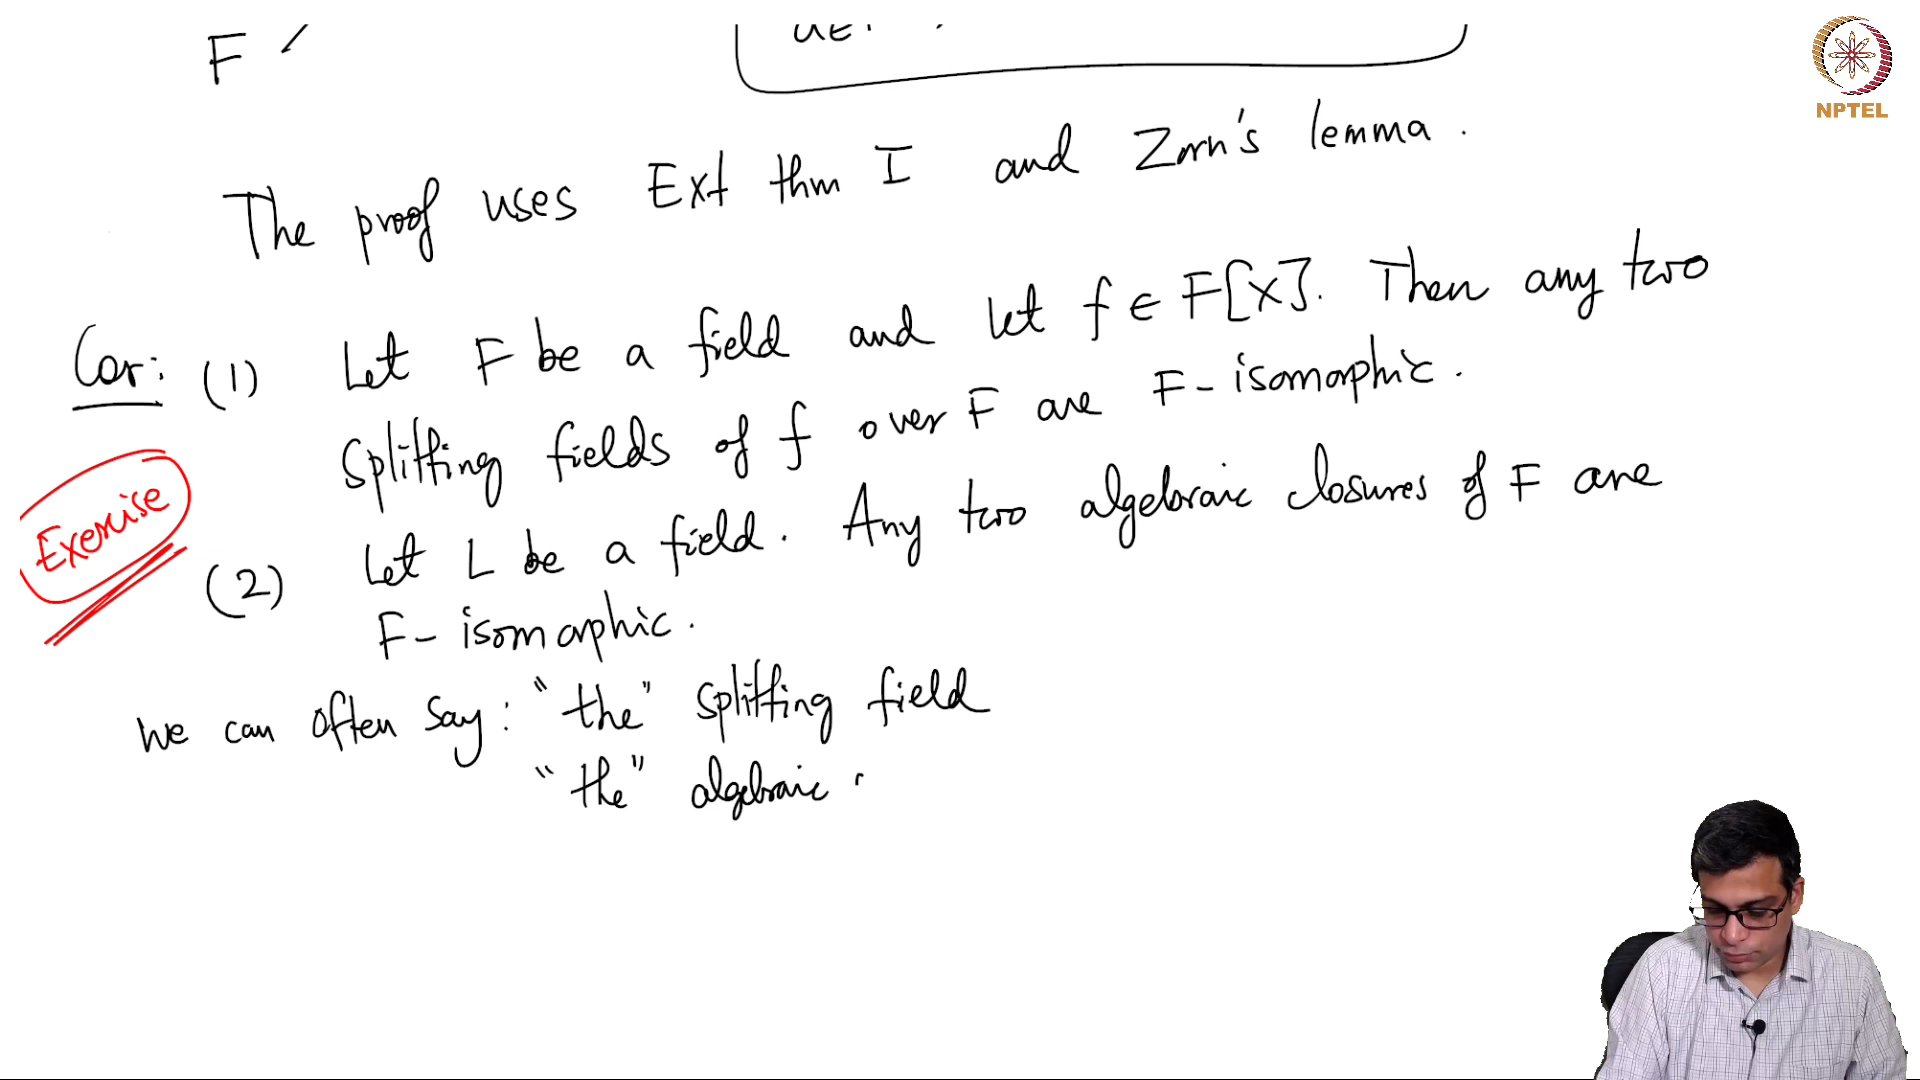 F
NPTEL
The proof uses Ext thm I and Zorn's lemma.
Cor: (1) Let F be a field and let f ∈ F[X]. Then any two
splitting fields of f over F are F-isomorphic.
Exercise
(2) Let L be a field. Any two algebraic closures of F are
F-isomorphic.
We can often say: "the" splitting field
"the" algebraic